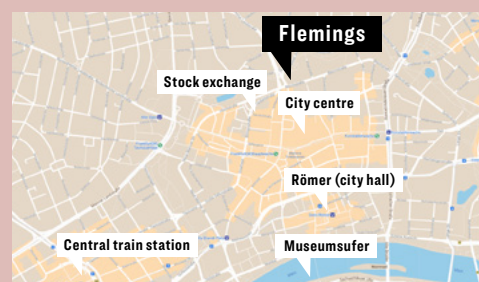 Flemings
Stock exchange
City centre
Römer (city hall)
Central train station
Museumsufer